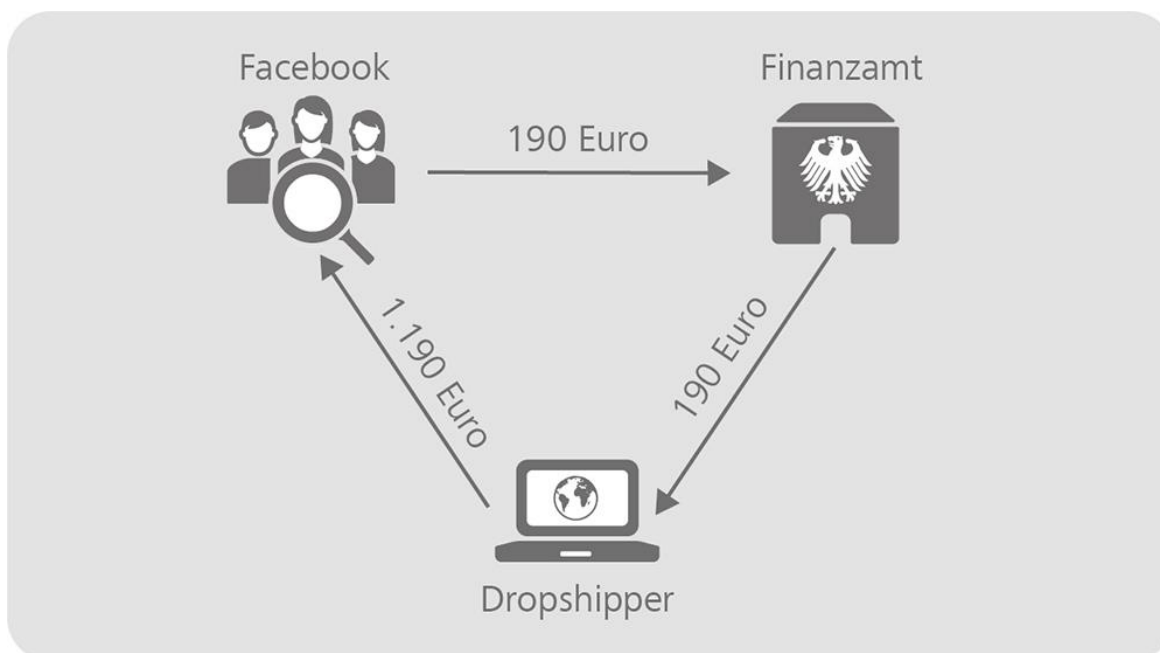 Facebook
Finanzamt
190 Euro
1.190 Euro
190 Euro
Dropshipper